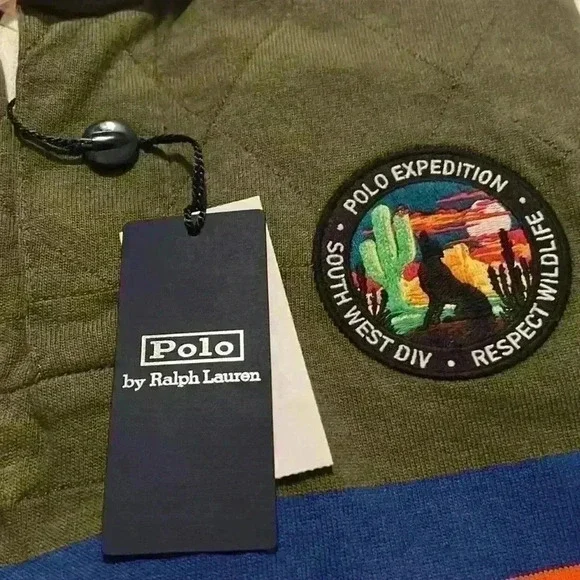 POLO EXPEDITION •
SOUTH WEST DIV • RESPECT WILDLIFE •
Polo
by Ralph Lauren